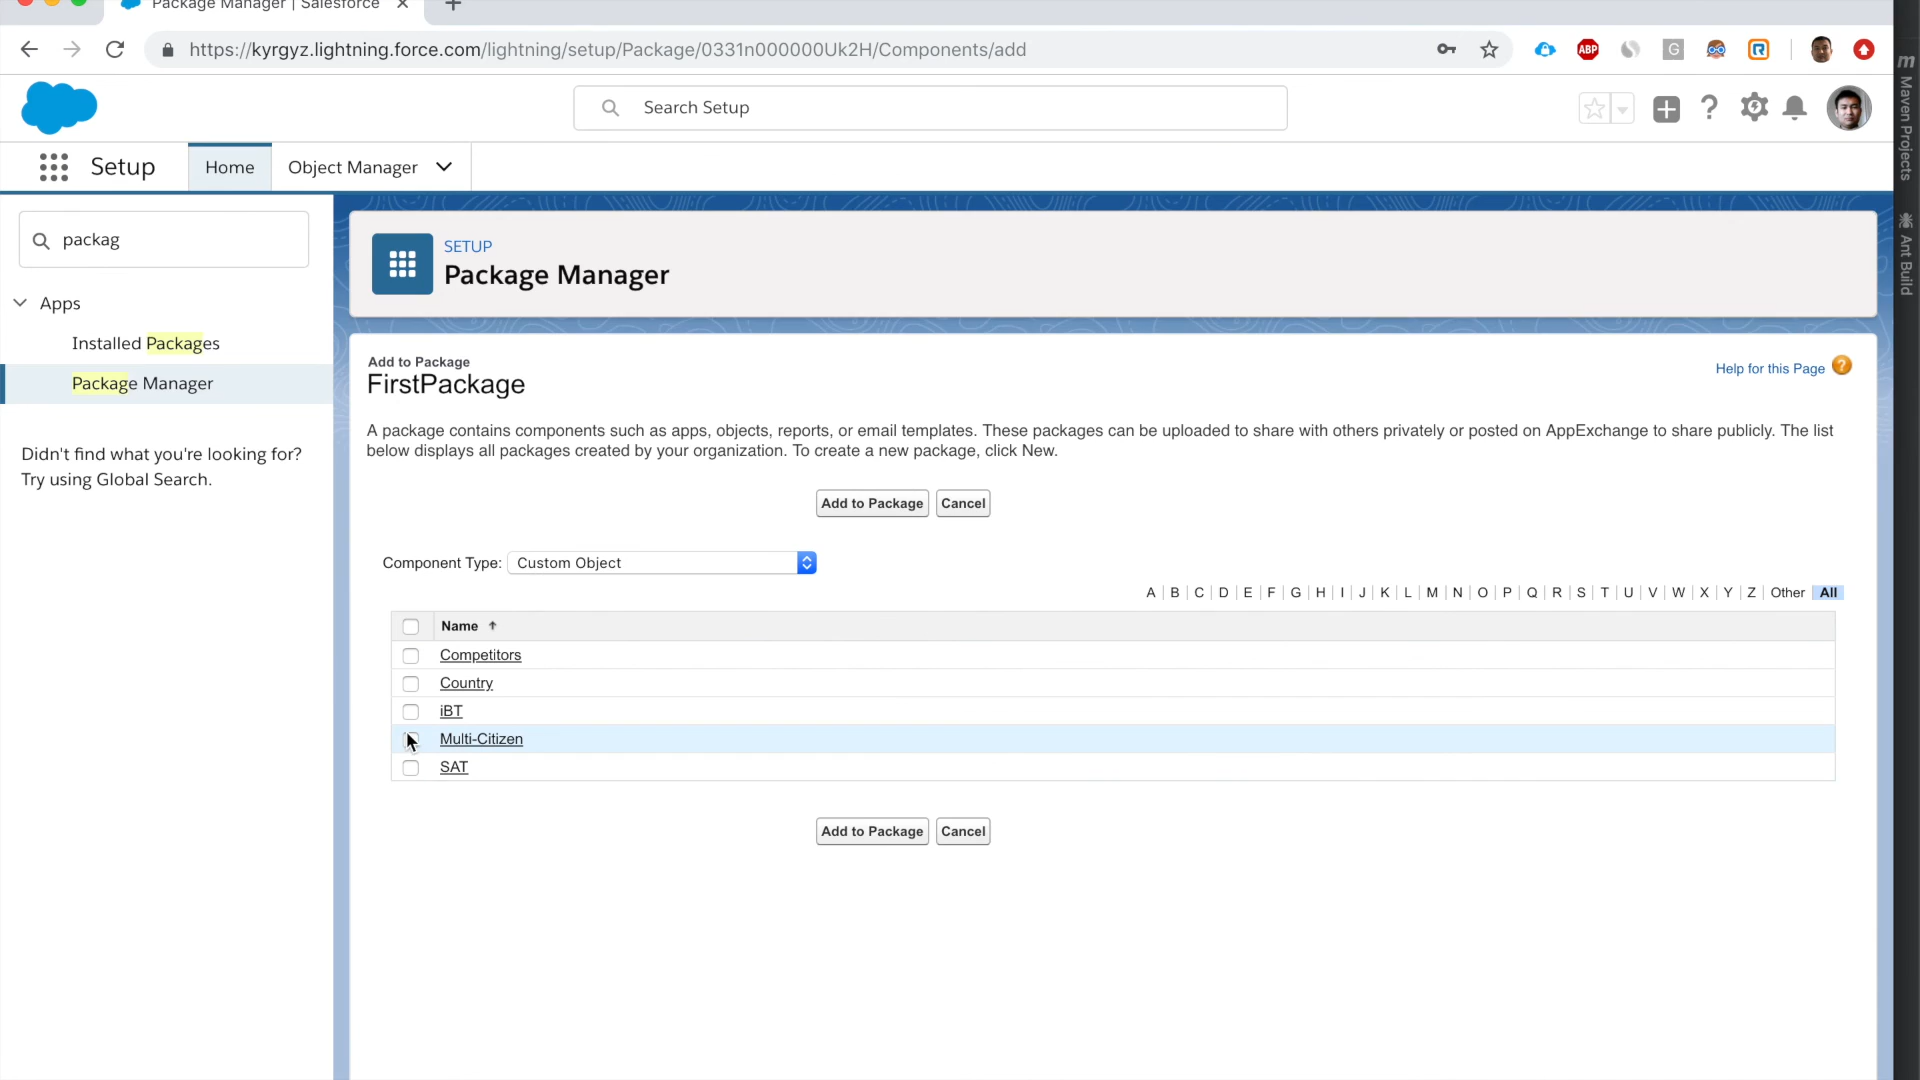 Package Manager | Salesforce
https://kyrgyz.lightning.force.com/lightning/setup/Package/0331n000000Uk2H/Components/add
ABP
G
R
Search Setup
Setup
Home
Object Manager
packag
Apps
Installed Packages
Package Manager
Didn't find what you're looking for?
Try using Global Search.
SETUP
Package Manager
Add to Package
FirstPackage
Help for this Page ?
A package contains components such as apps, objects, reports, or email templates. These packages can be uploaded to share with others privately or posted on AppExchange to share publicly. The list
below displays all packages created by your organization. To create a new package, click New.
Add to Package
Cancel
Component Type: Custom Object
A | B | C | D | E | F | G | H | I | J | K | L | M | N | O | P | Q | R | S | T | U | V | W | X | Y | Z | Other | All
Name
Competitors
Country
iBT
Multi-Citizen
SAT
Add to Package
Cancel
m Maven Projects
Ant Build